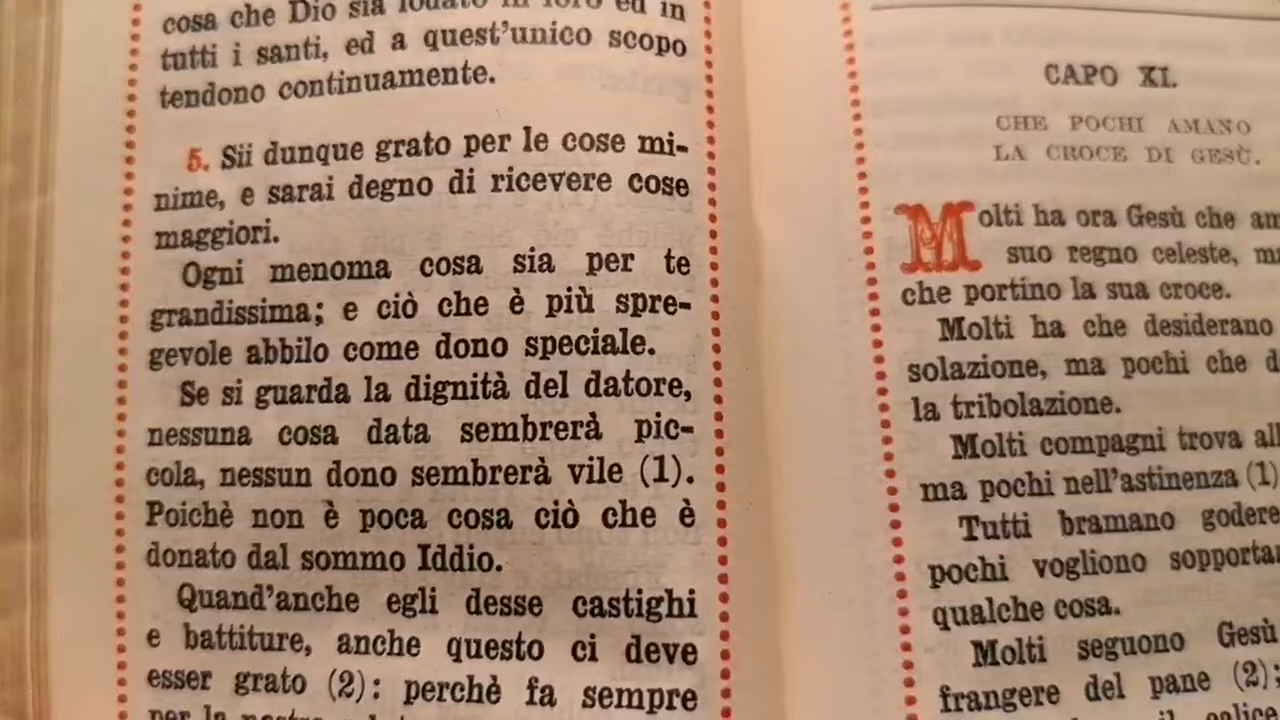 cosa che Dio sia lodato in loro ed in
tutti i santi, ed a quest'unico scopo
tendono continuamente.
5. Sii dunque grato per le cose mi-
nime, e sarai degno di ricevere cose
maggiori.
Ogni menoma cosa sia per te
grandissima; e ciò che è più spre-
gevole abbilo come dono speciale.
Se si guarda la dignità del datore,
nessuna cosa data sembrerà pic-
cola, nessun dono sembrerà vile (1).
Poichè non è poca cosa ciò che è
donato dal sommo Iddio.
Quand'anche egli desse castighi
e battiture, anche questo ci deve
esser grato (2): perchè fa sempre
per la nostra
CAPO XI.
CHE POCHI AMANO
LA CROCE DI GESÙ.
Molti ha ora Gesù che am
suo regno celeste, m
che portino la sua croce.
Molti ha che desiderano
solazione, ma pochi che d
la tribolazione.
Molti compagni trova all
ma pochi nell'astinenza (1)
Tutti bramano godere
pochi vogliono sopporta
qualche cosa.
Molti seguono Gesù
frangere del pane (2);
il calice